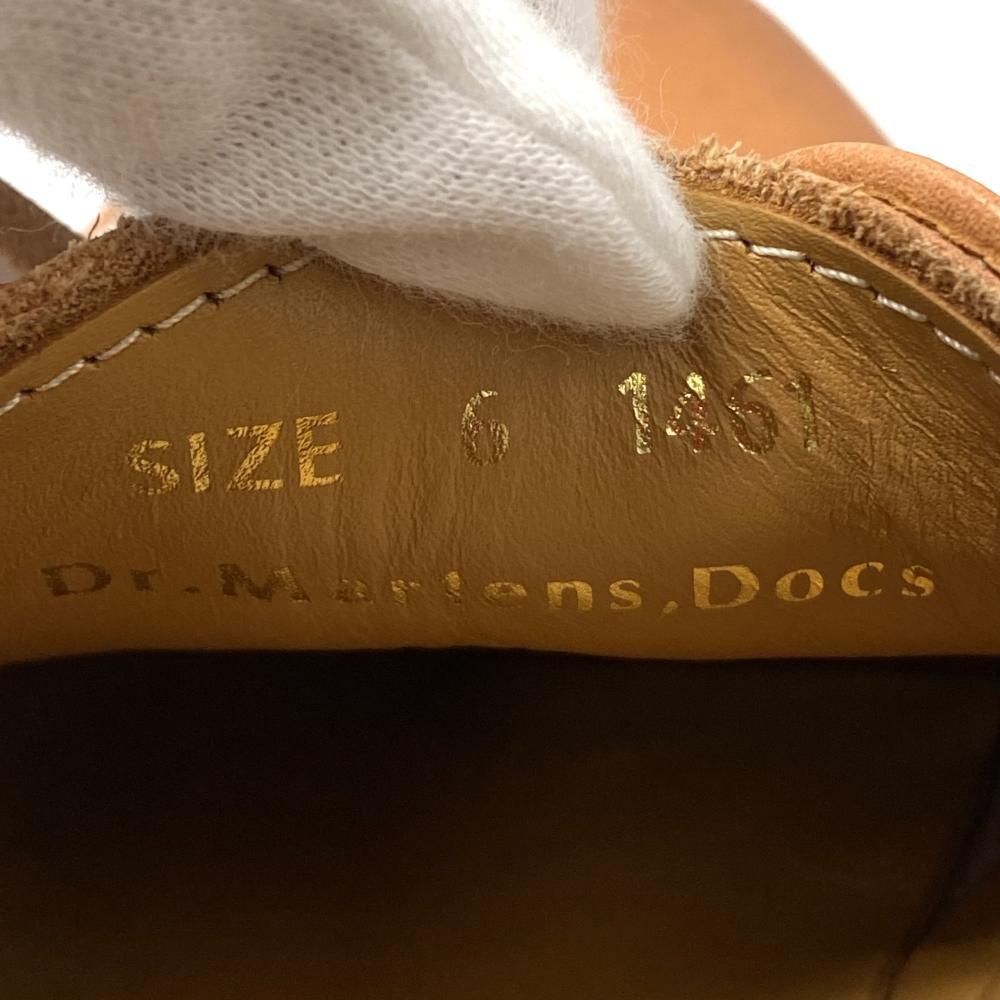 SIZE 6 1461
Dr.Martens,Docs